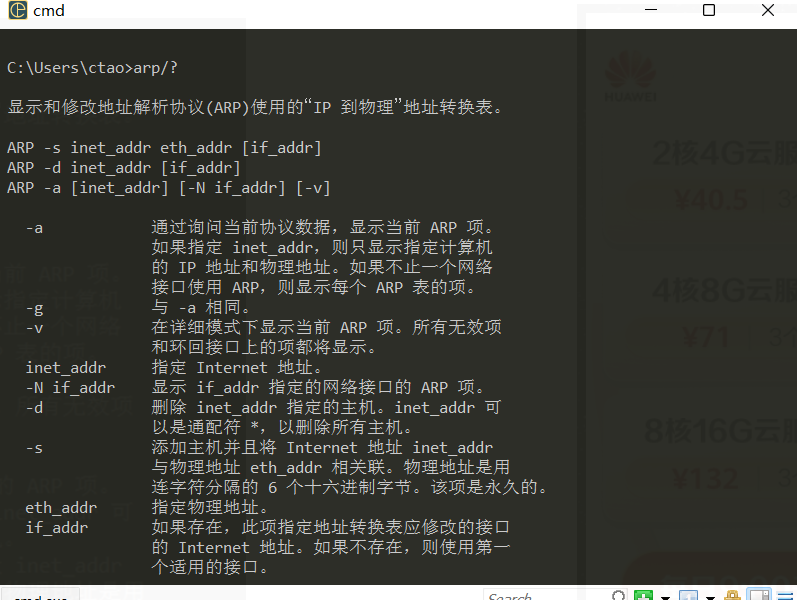 cmd
C:\Users\ctao>arp/?
显示和修改地址解析协议(ARP)使用的“IP 到物理”地址转换表。
ARP -s inet_addr eth_addr [if_addr]
ARP -d inet_addr [if_addr]
ARP -a [inet_addr] [-N if_addr] [-v]
-a 通过询问当前协议数据，显示当前 ARP 项。
如果指定 inet_addr，则只显示指定计算机
的 IP 地址和物理地址。如果不止一个网络
接口使用 ARP，则显示每个 ARP 表的项。
-g 与 -a 相同。
-v 在详细模式下显示当前 ARP 项。所有无效项
和环回接口上的项都将显示。
inet_addr 指定 Internet 地址。
-N if_addr 显示 if_addr 指定的网络接口的 ARP 项。
-d 删除 inet_addr 指定的主机。inet_addr 可
以是通配符 *，以删除所有主机。
-s 添加主机并且将 Internet 地址 inet_addr
与物理地址 eth_addr 相关联。物理地址是用
连字符分隔的 6 个十六进制字节。该项是永久的。
eth_addr 指定物理地址。
if_addr 如果存在，此项指定地址转换表应修改的接口
的 Internet 地址。如果不存在，则使用第一
个适用的接口。
HUAWEI
2核4G云服
¥40.5
4核8G云服
¥71
8核16G云服
¥132
cmd.exe
Search